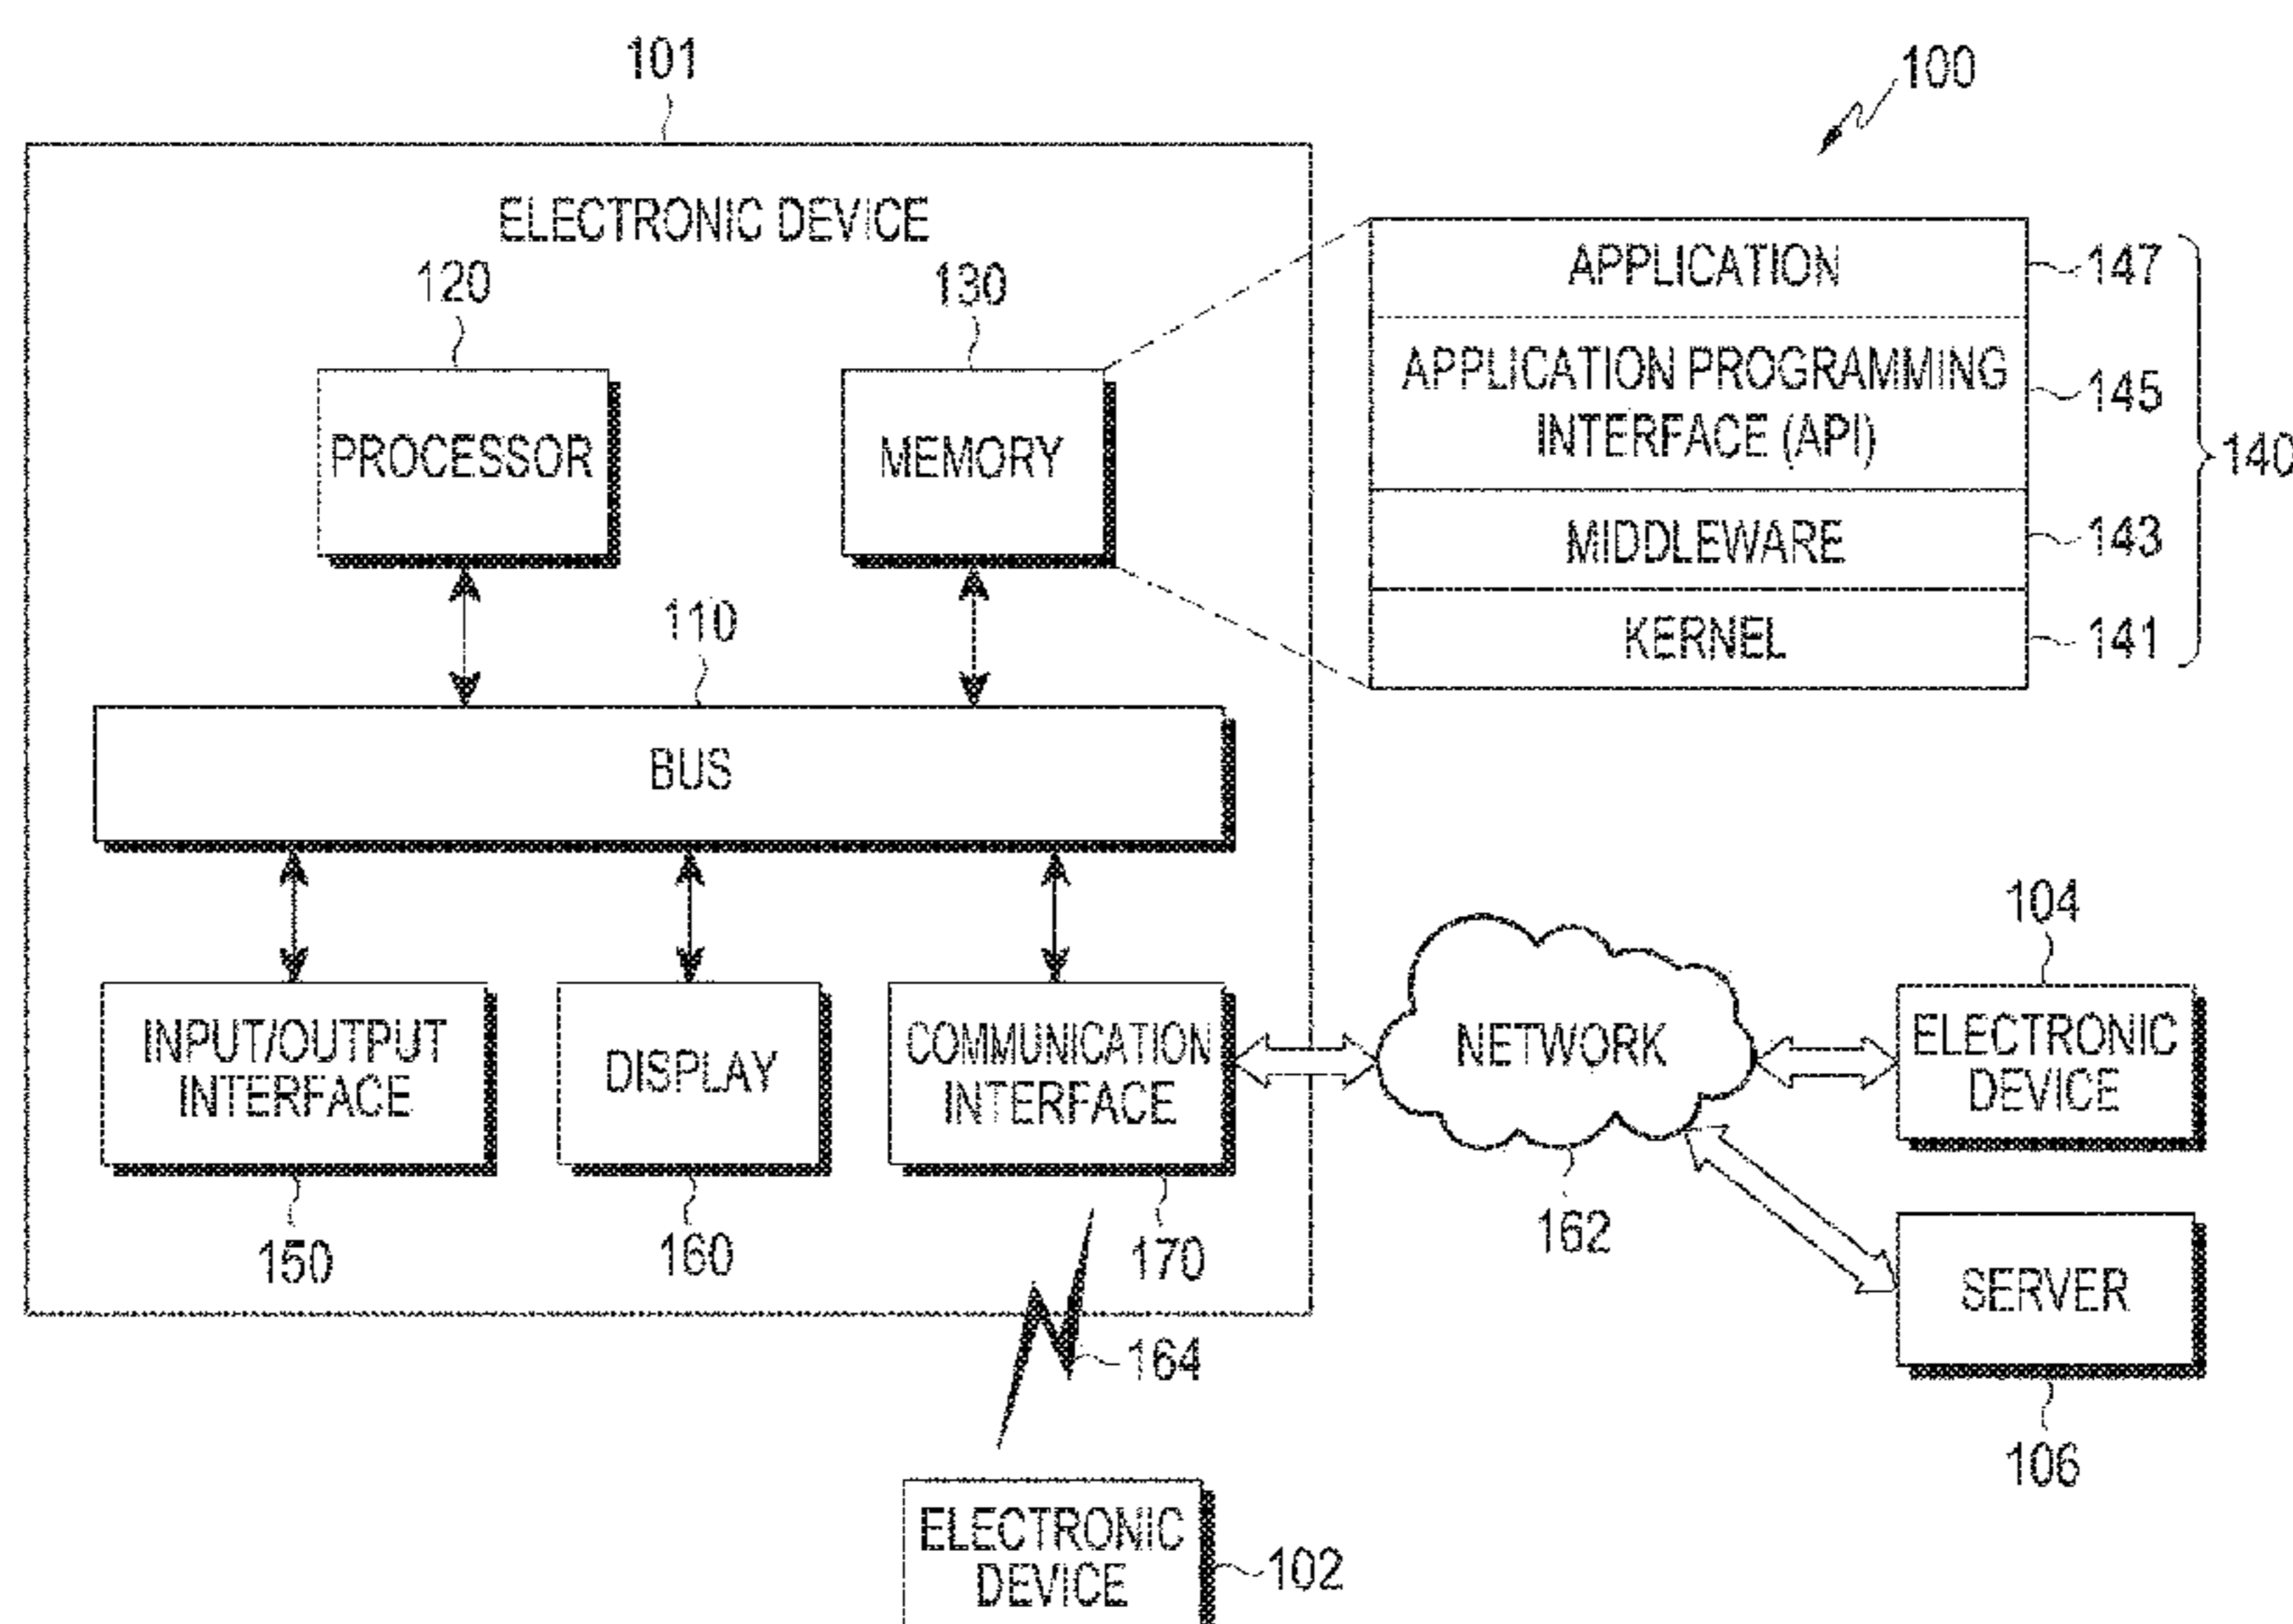 101
100
ELECTRONIC DEVICE
120
130
PROCESSOR
MEMORY
APPLICATION
147
APPLICATION PROGRAMMING
INTERFACE (API)
145
MIDDLEWARE
143
KERNEL
141
140
110
BUS
INPUT/OUTPUT
INTERFACE
150
DISPLAY
160
COMMUNICATION
INTERFACE
170
NETWORK
162
104
ELECTRONIC
DEVICE
SERVER
106
164
ELECTRONIC
DEVICE
102